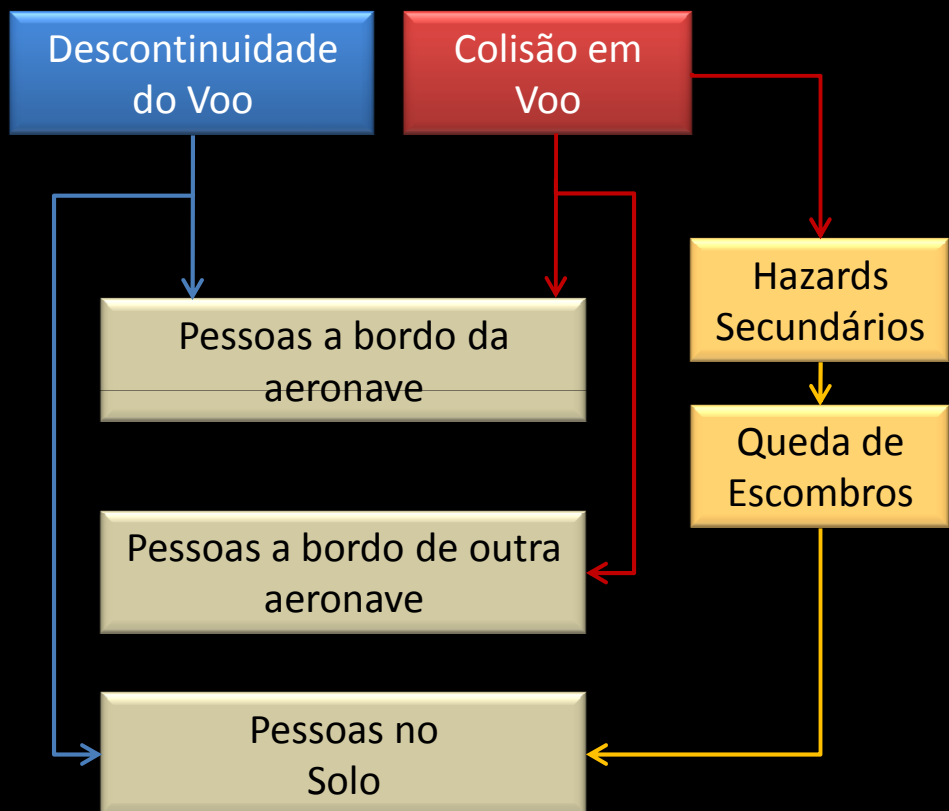 Descontinuidade
do Voo
Colisão em
Voo
Hazards
Secundários
Pessoas a bordo da
aeronave
Queda de
Escombros
Pessoas a bordo de outra
aeronave
Pessoas no
Solo